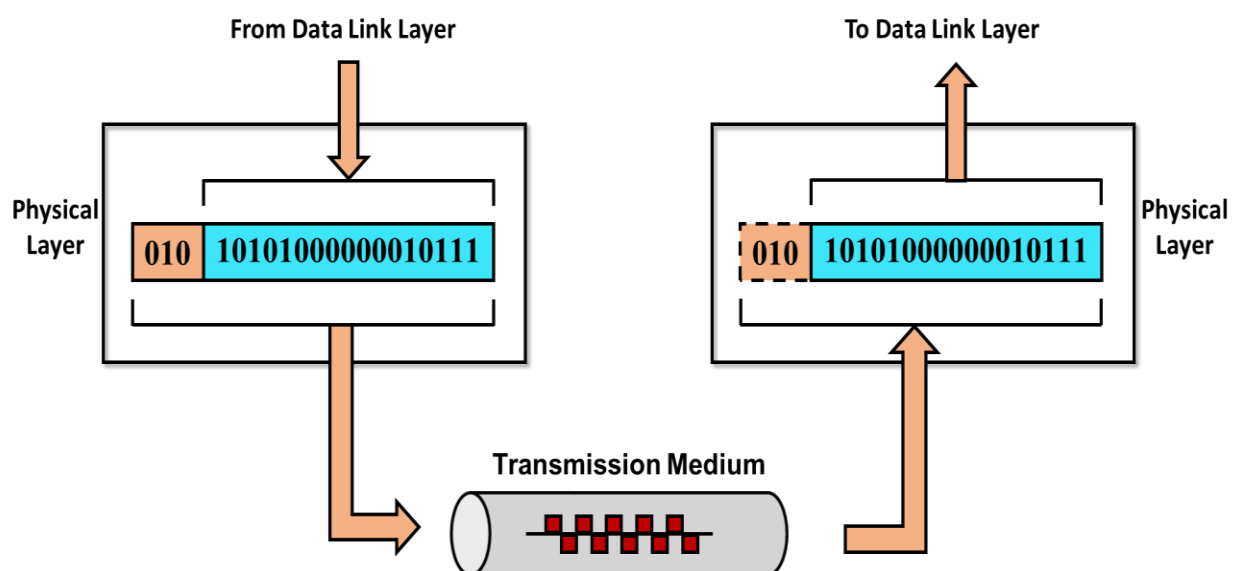 From Data Link Layer
To Data Link Layer
Physical
Layer
010
10101000000010111
010
10101000000010111
Physical
Layer
Transmission Medium